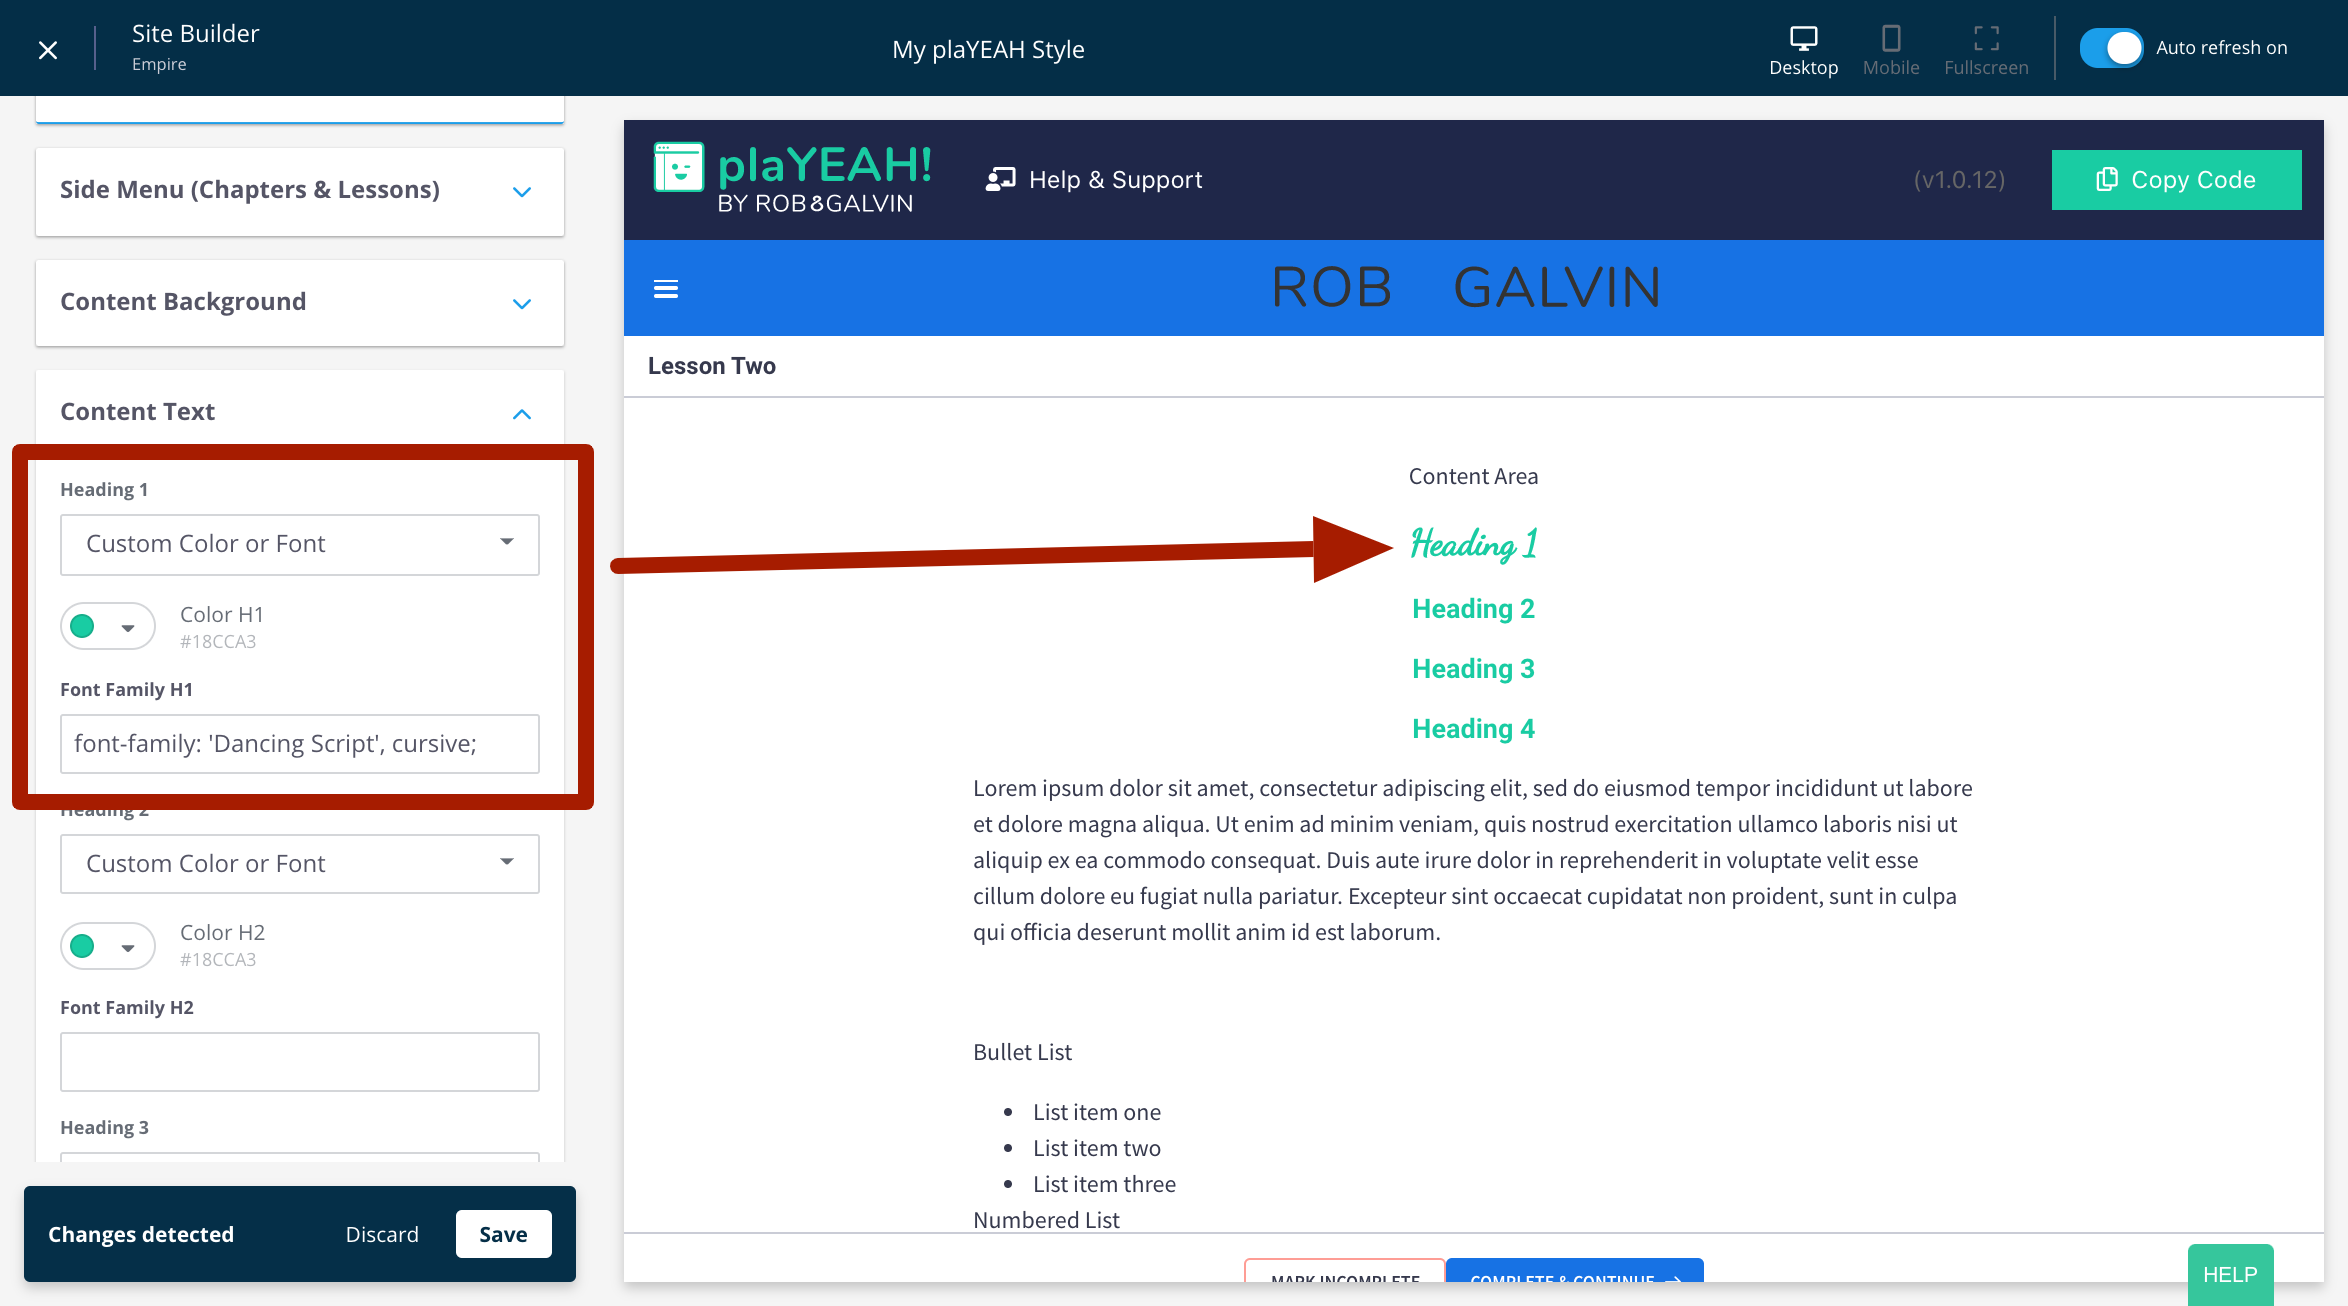 Site Builder
Empire
My plaYEAH Style
Desktop
Mobile
Fullscreen
Auto refresh on
Side Menu (Chapters & Lessons)
Content Background
Content Text
Heading 1
Custom Color or Font
Color H1
#18CCA3
Font Family H1
font-family: 'Dancing Script', cursive;
Heading 2
Custom Color or Font
Color H2
#18CCA3
Font Family H2
Heading 3
Changes detected
Discard
Save
plaYEAH!
BY ROB&GALVIN
Help & Support
(v1.0.12)
Copy Code
ROB GALVIN
Lesson Two
Content Area
Heading 1
Heading 2
Heading 3
Heading 4
Lorem ipsum dolor sit amet, consectetur adipiscing elit, sed do eiusmod tempor incididunt ut labore
et dolore magna aliqua. Ut enim ad minim veniam, quis nostrud exercitation ullamco laboris nisi ut
aliquip ex ea commodo consequat. Duis aute irure dolor in reprehenderit in voluptate velit esse
cillum dolore eu fugiat nulla pariatur. Excepteur sint occaecat cupidatat non proident, sunt in culpa
qui officia deserunt mollit anim id est laborum.
Bullet List
• List item one
• List item two
• List item three
Numbered List
MARK INCOMPLETE
COMPLETE & CONTINUE →
HELP